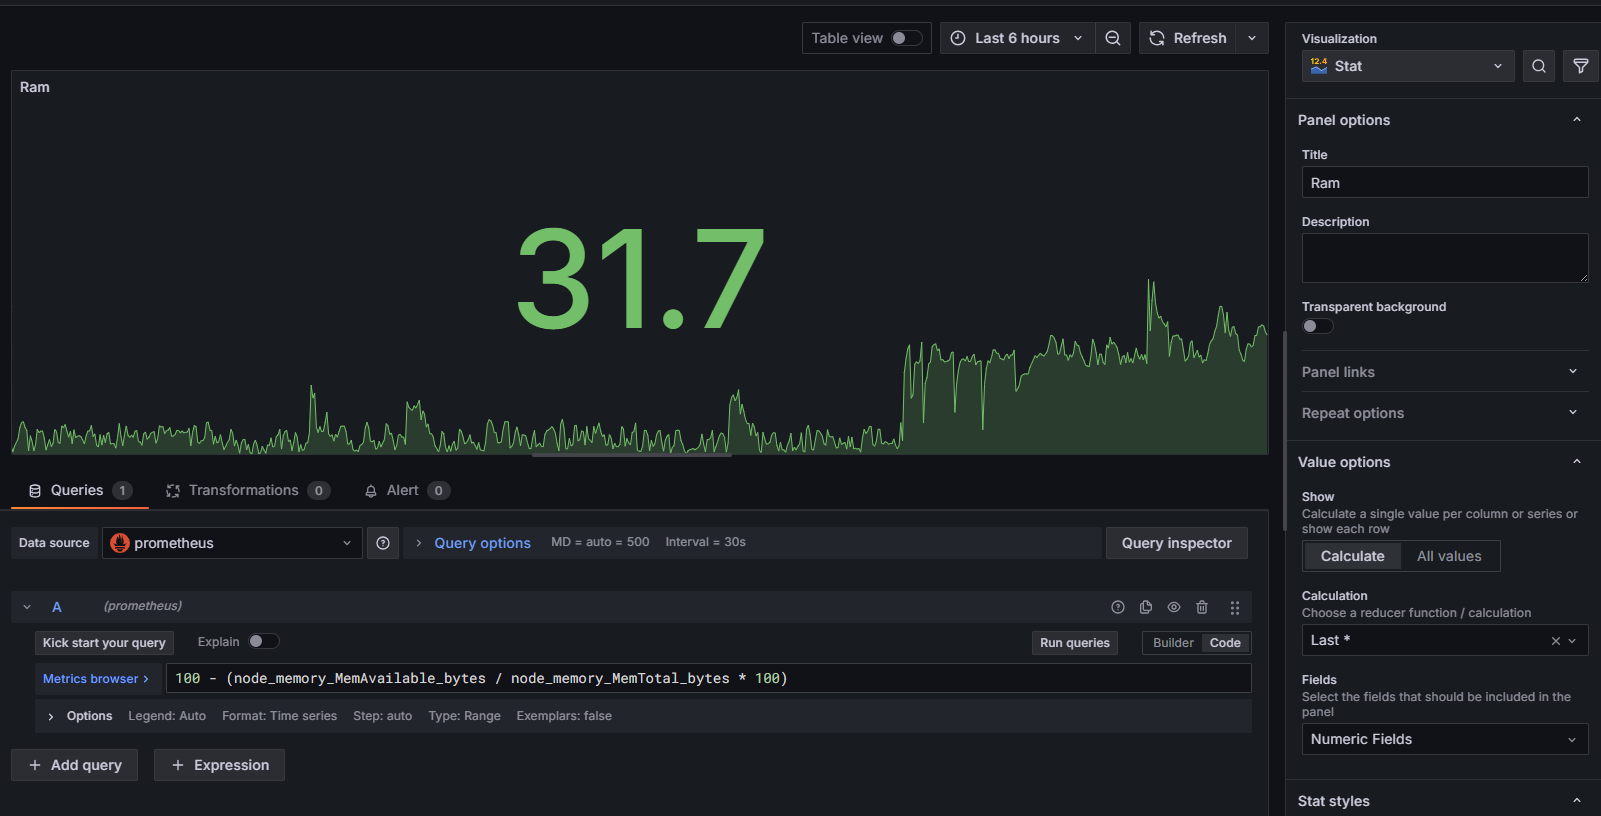 Table view
Last 6 hours
Refresh
Ram
31.7
Queries 1
Transformations 0
Alert 0
Data source
prometheus
Query options
MD = auto = 500
Interval = 30s
Query inspector
A
(prometheus)
Kick start your query
Explain
Run queries
Builder
Code
Metrics browser >
100 - (node_memory_MemAvailable_bytes / node_memory_MemTotal_bytes * 100)
Options
Legend: Auto
Format: Time series
Step: auto
Type: Range
Exemplars: false
+ Add query
+ Expression
Visualization
12.4
Stat
Panel options
Title
Ram
Description
Transparent background
Panel links
Repeat options
Value options
Show
Calculate a single value per column or series or
show each row
Calculate
All values
Calculation
Choose a reducer function / calculation
Last *
Fields
Select the fields that should be included in the
panel
Numeric Fields
Stat styles